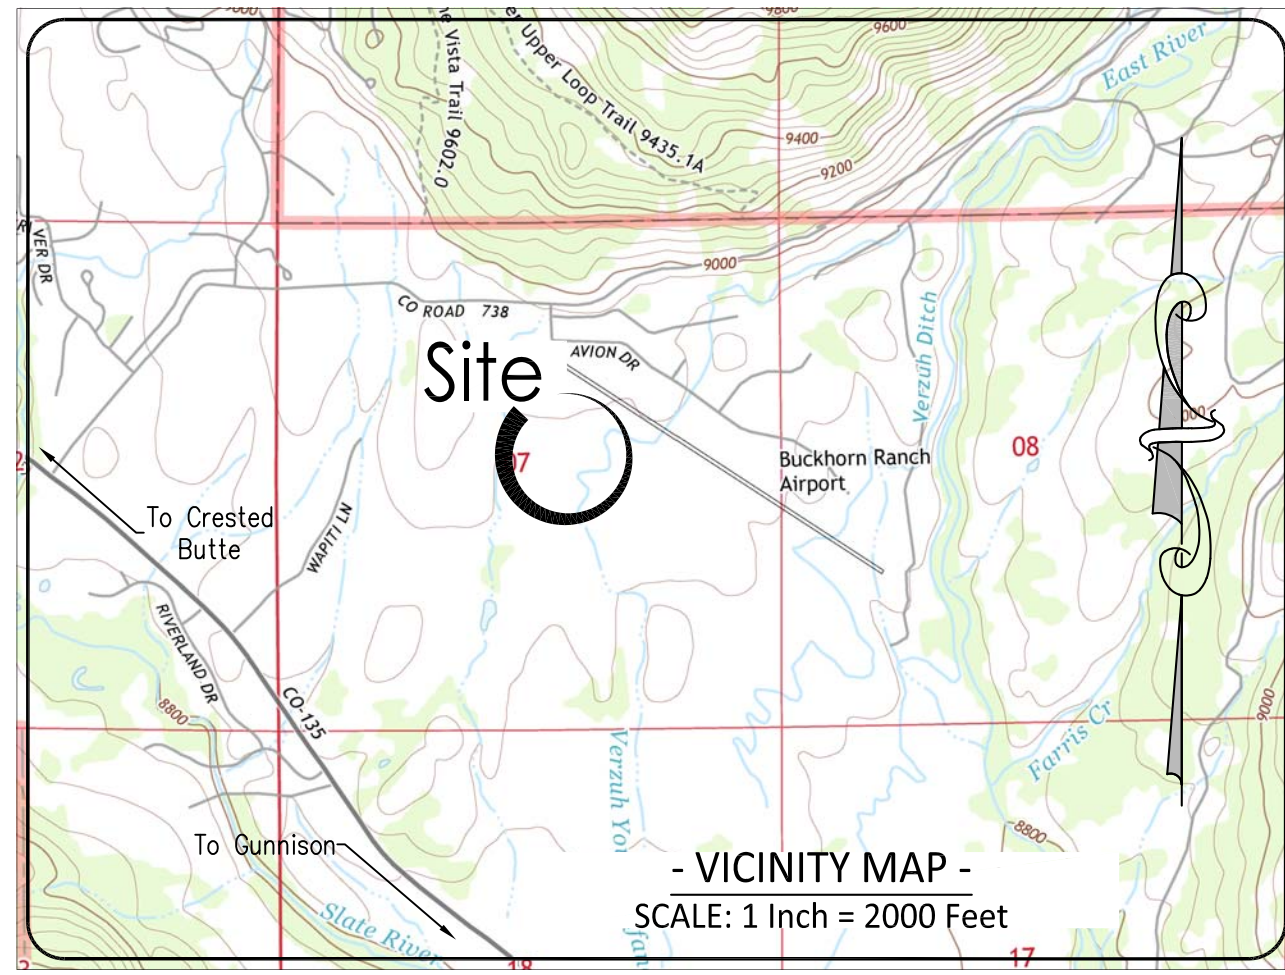 9800
9600
East River
Vista Trail 9602.0
Upper Loop Trail 9435.1A
9400
9200
VER DR
9000
CO ROAD 738
AVION DR
Verzuh Ditch
Site
07
08
Buckhorn Ranch
Airport
To Crested
Butte
WAPITI LN
RIVERLAND DR
8800
CO-135
9000
Farris Cr
Verzuh You
8800
To Gunnison
- VICINITY MAP -
SCALE: 1 Inch = 2000 Feet
Slate River
18
17